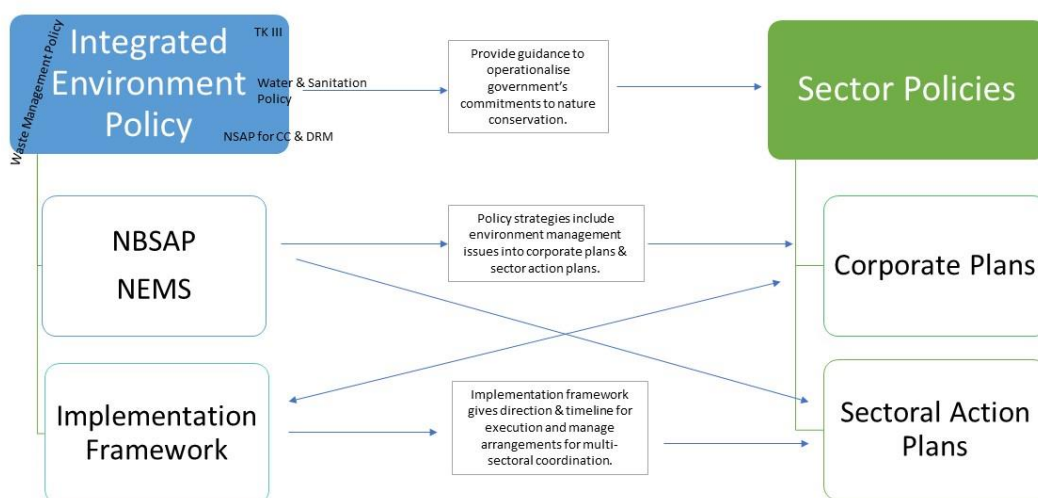 Integrated
Environment
Policy
TK III
Water & Sanitation
Policy
NSAP for CC & DRM
Waste Management Policy
Provide guidance to
operationalise
government's
commitments to nature
conservation.
Sector Policies
NBSAP
NEMS
Policy strategies include
environment management
issues into corporate plans &
sector action plans.
Corporate Plans
Implementation
Framework
Implementation framework
gives direction & timeline for
execution and manage
arrangements for multi-
sectoral coordination.
Sectoral Action
Plans